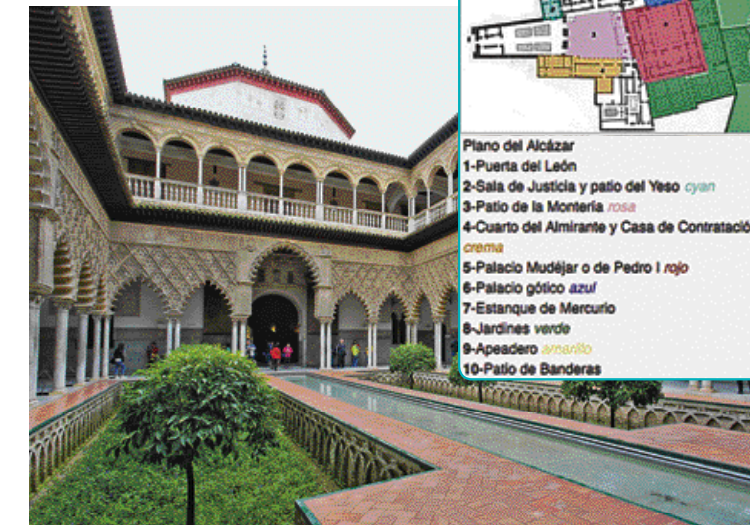 Plano del Alcázar
1-Puerta del León
2-Sala de Justicia y patio del Yeso cyan
3-Patio de la Montería rosa
4-Cuarto del Almirante y Casa de Contratació
crema
5-Palacio Mudéjar o de Pedro I rojo
6-Palacio gótico azul
7-Estanque de Mercurio
8-Jardines verde
9-Apeadero amarillo
10-Patio de Banderas